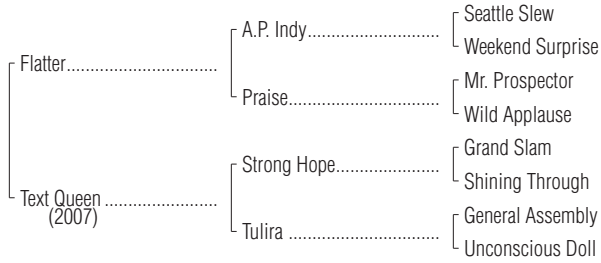 Seattle Slew
A.P. Indy..............................
Weekend Surprise
Flatter..................................
Mr. Prospector
Praise..................................
Wild Applause
Grand Slam
Strong Hope.......................
Shining Through
Text Queen .........................
(2007)
General Assembly
Tulira ..................................
Unconscious Doll